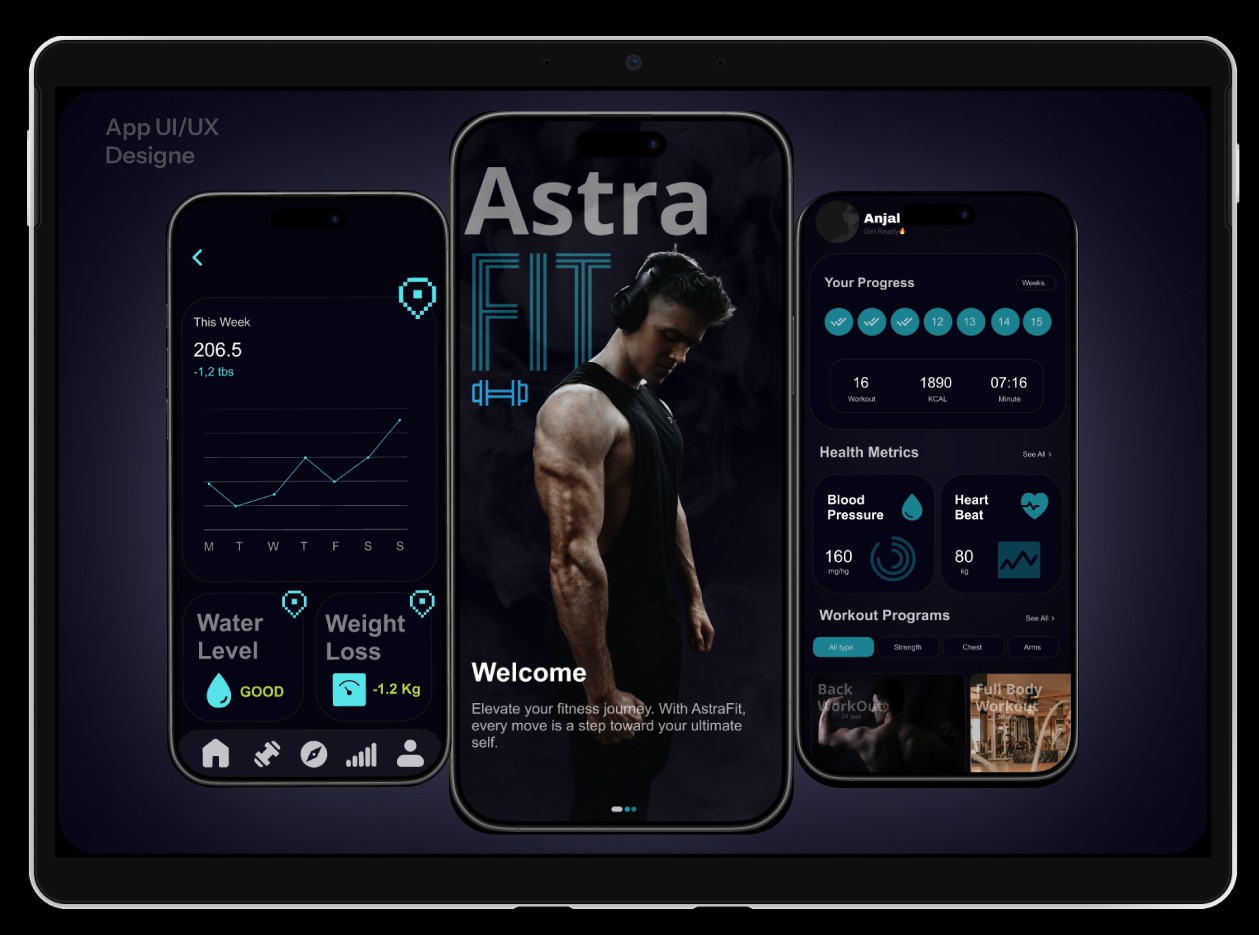 App UI/UX
Designe
This Week
206.5
-1,2 tbs
M T W T F S S
Water
Level
GOOD
Weight
Loss
-1.2 Kg
Astra
FIT
Welcome
Elevate your fitness journey. With AstraFit,
every move is a step toward your ultimate
self.
Anjal
Get Ready🔥
Your Progress
Weeks
12 13 14 15
16 1890 07:16
Workout KCAL Minute
Health Metrics
See All >
Blood
Pressure
160
mg/hg
Heart
Beat
80
kg
Workout Programs
See All >
All type Strength Chest Arms
Back
WorkOut
24 task
Full Body
Workout